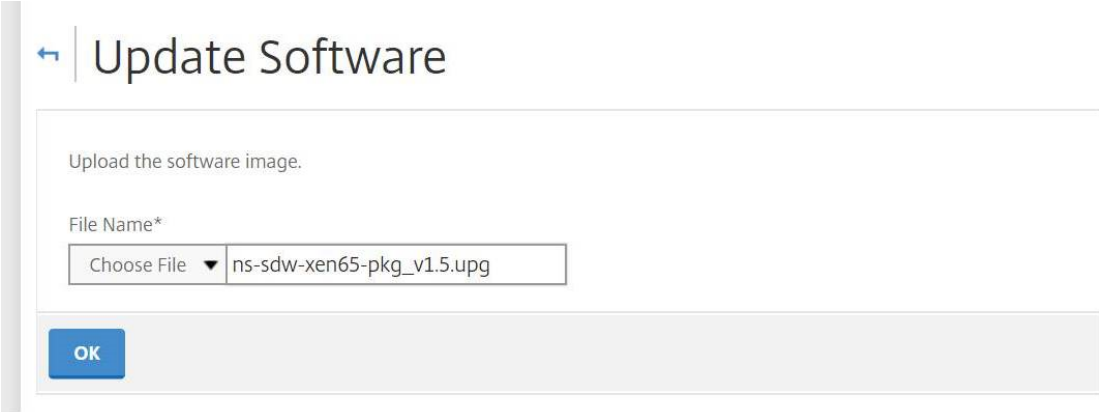 Update Software
Upload the software image.
File Name*
Choose File ns-sdw-xen65-pkg_v1.5.upg
OK